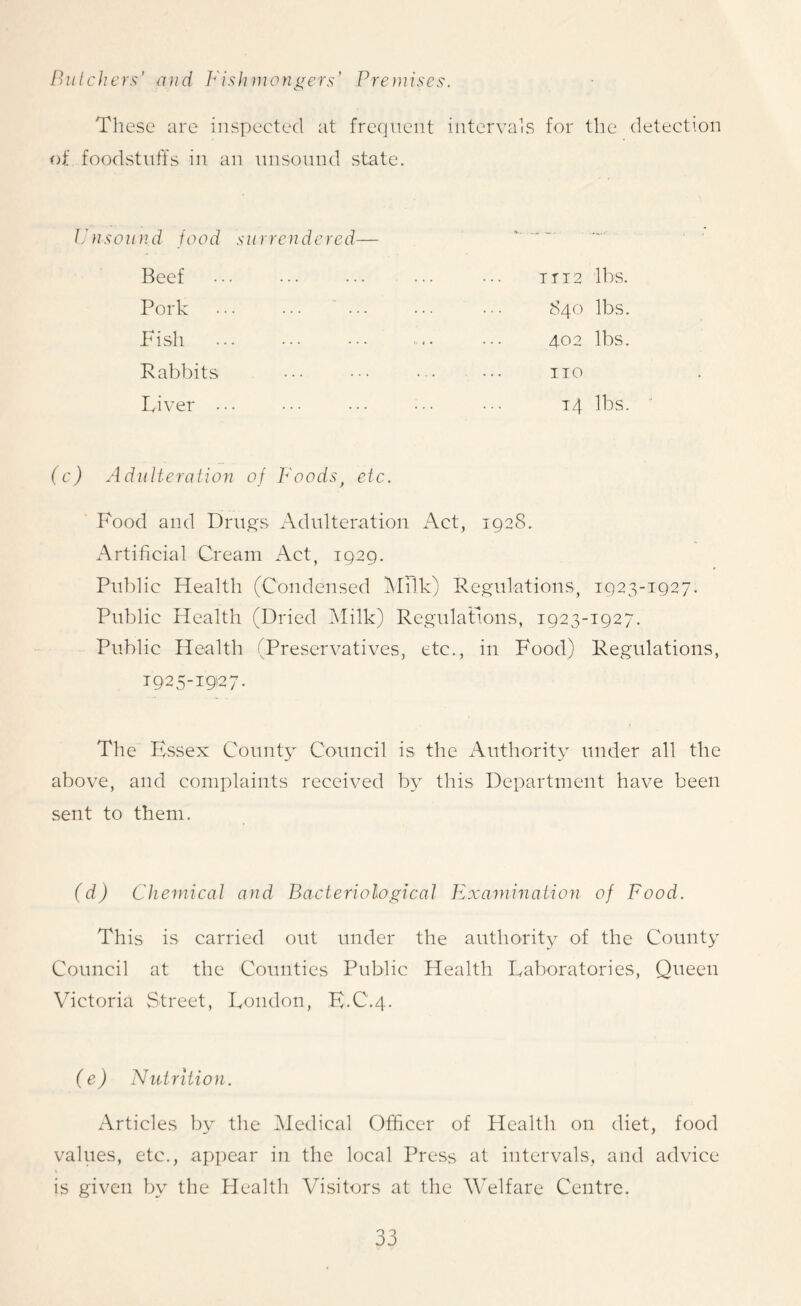 Butchers' and Fishmongers' Premises.
These are inspected at frequent intervals for the detection
of foodstuffs in an unsound state.
Unsound food surrendered—
Beef ... ... ... ... ... 1112 lbs.
Pork ... ... ... ... ... 840 lbs.
Fish ... ... ... ... ... 402 lbs.
Rabbits ... ... ... ... 110
Liver ... ... ... ... ... 14 lbs.
(c) Adulteration of Foods, etc.
Food and Drugs Adulteration Act, 1928.
Artificial Cream Act, 1929.
Public Health (Condensed Milk) Regulations, 1923-1927.
Public Health (Dried Milk) Regulations, 1923-1927.
Public Health (Preservatives, etc., in Food) Regulations,
1925-1927.
The Essex County Council is the Authority under all the
above, and complaints received by this Department have been
sent to them.
(d) Chemical and Bacteriological Examination of Food.
This is carried out under the authority of the County
Council at the Counties Public Health Laboratories, Queen
Victoria Street, London, E.C.4.
(e) Nutrition.
Articles by the Medical Officer of Health on diet, food
values, etc., appear in the local Press at intervals, and advice
is given by the Health Visitors at the Welfare Centre.
33